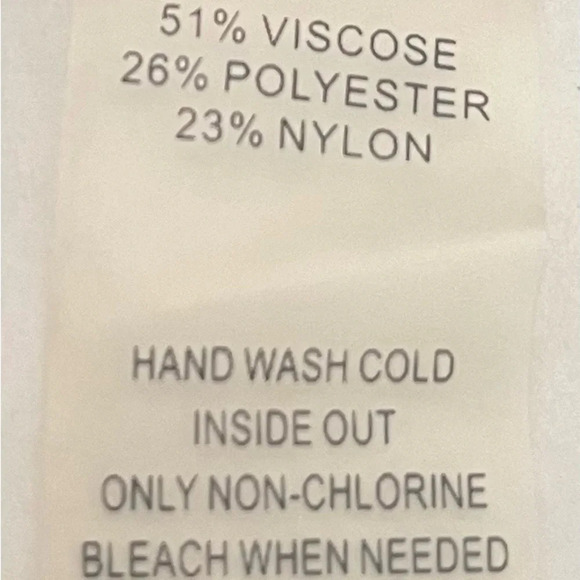 51% VISCOSE
26% POLYESTER
23% NYLON
HAND WASH COLD
INSIDE OUT
ONLY NON-CHLORINE
BLEACH WHEN NEEDED